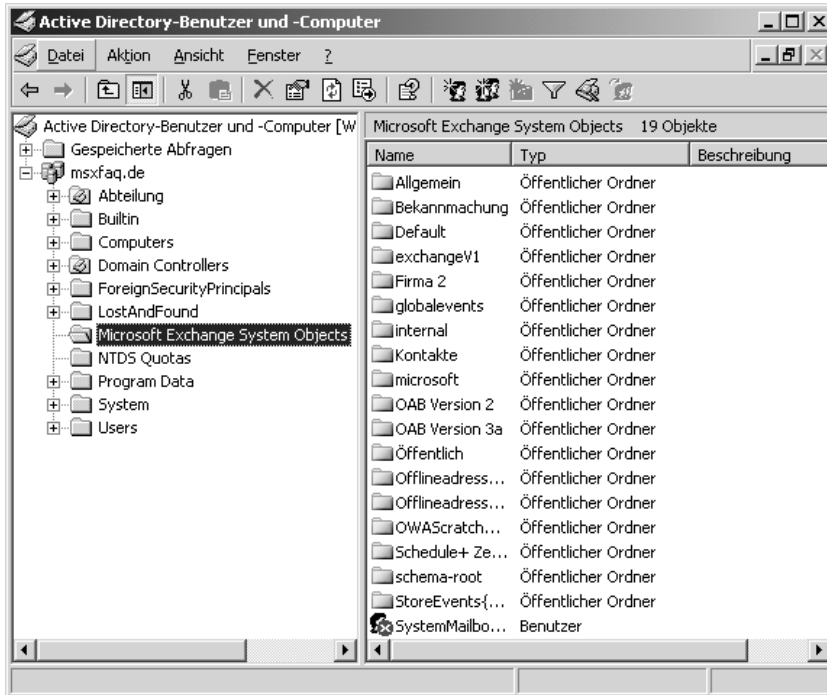 Active Directory-Benutzer und -Computer
Datei Aktion Ansicht Fenster ?
Active Directory-Benutzer und -Computer [W
Gespeicherte Abfragen
msxfaq.de
Abteilung
Builtin
Computers
Domain Controllers
ForeignSecurityPrincipals
LostAndFound
Microsoft Exchange System Objects
NTDS Quotas
Program Data
System
Users
Microsoft Exchange System Objects 19 Objekte
Name Typ Beschreibung
Allgemein Öffentlicher Ordner
Bekannmachung Öffentlicher Ordner
Default Öffentlicher Ordner
exchangeV1 Öffentlicher Ordner
Firma 2 Öffentlicher Ordner
globalevents Öffentlicher Ordner
internal Öffentlicher Ordner
Kontakte Öffentlicher Ordner
microsoft Öffentlicher Ordner
OAB Version 2 Öffentlicher Ordner
OAB Version 3a Öffentlicher Ordner
Öffentlich Öffentlicher Ordner
Offlineadress... Öffentlicher Ordner
Offlineadress... Öffentlicher Ordner
OWAScratch... Öffentlicher Ordner
Schedule+ Ze... Öffentlicher Ordner
schema-root Öffentlicher Ordner
StoreEvents{... Öffentlicher Ordner
SystemMailbo... Benutzer